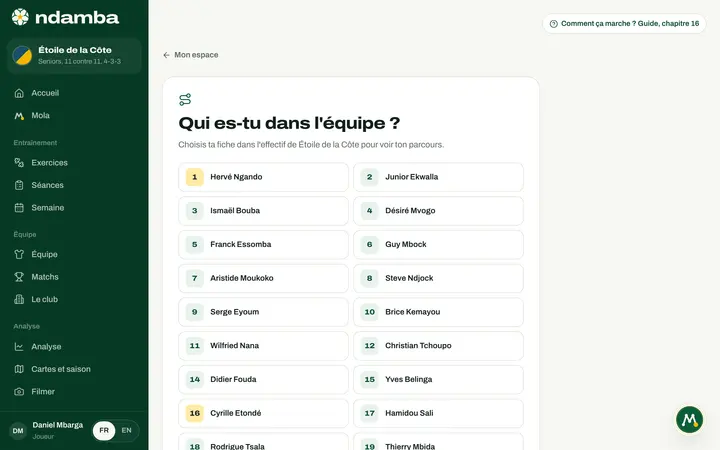 ndamba
Comment ça marche ? Guide, chapitre 16
Étoile de la Côte
Seniors, 11 contre 11, 4-3-3
Mon espace
Accueil
Mola
Entraînement
Exercices
Séances
Semaine
Équipe
Équipe
Matchs
Le club
Analyse
Analyse
Cartes et saison
Filmer
DM
Daniel Mbarga
Joueur
FR
EN
Qui es-tu dans l'équipe ?
Choisis ta fiche dans l'effectif de Étoile de la Côte pour voir ton parcours.
1 Hervé Ngando
2 Junior Ekwalla
3 Ismaël Bouba
4 Désiré Mvogo
5 Franck Essomba
6 Guy Mbock
7 Aristide Moukoko
8 Steve Ndjock
9 Serge Eyoum
10 Brice Kemayou
11 Wilfried Nana
12 Christian Tchoupo
14 Didier Fouda
15 Yves Belinga
16 Cyrille Etondé
17 Hamidou Sali
18 Rodrigue Tsala
19 Thierry Mbida